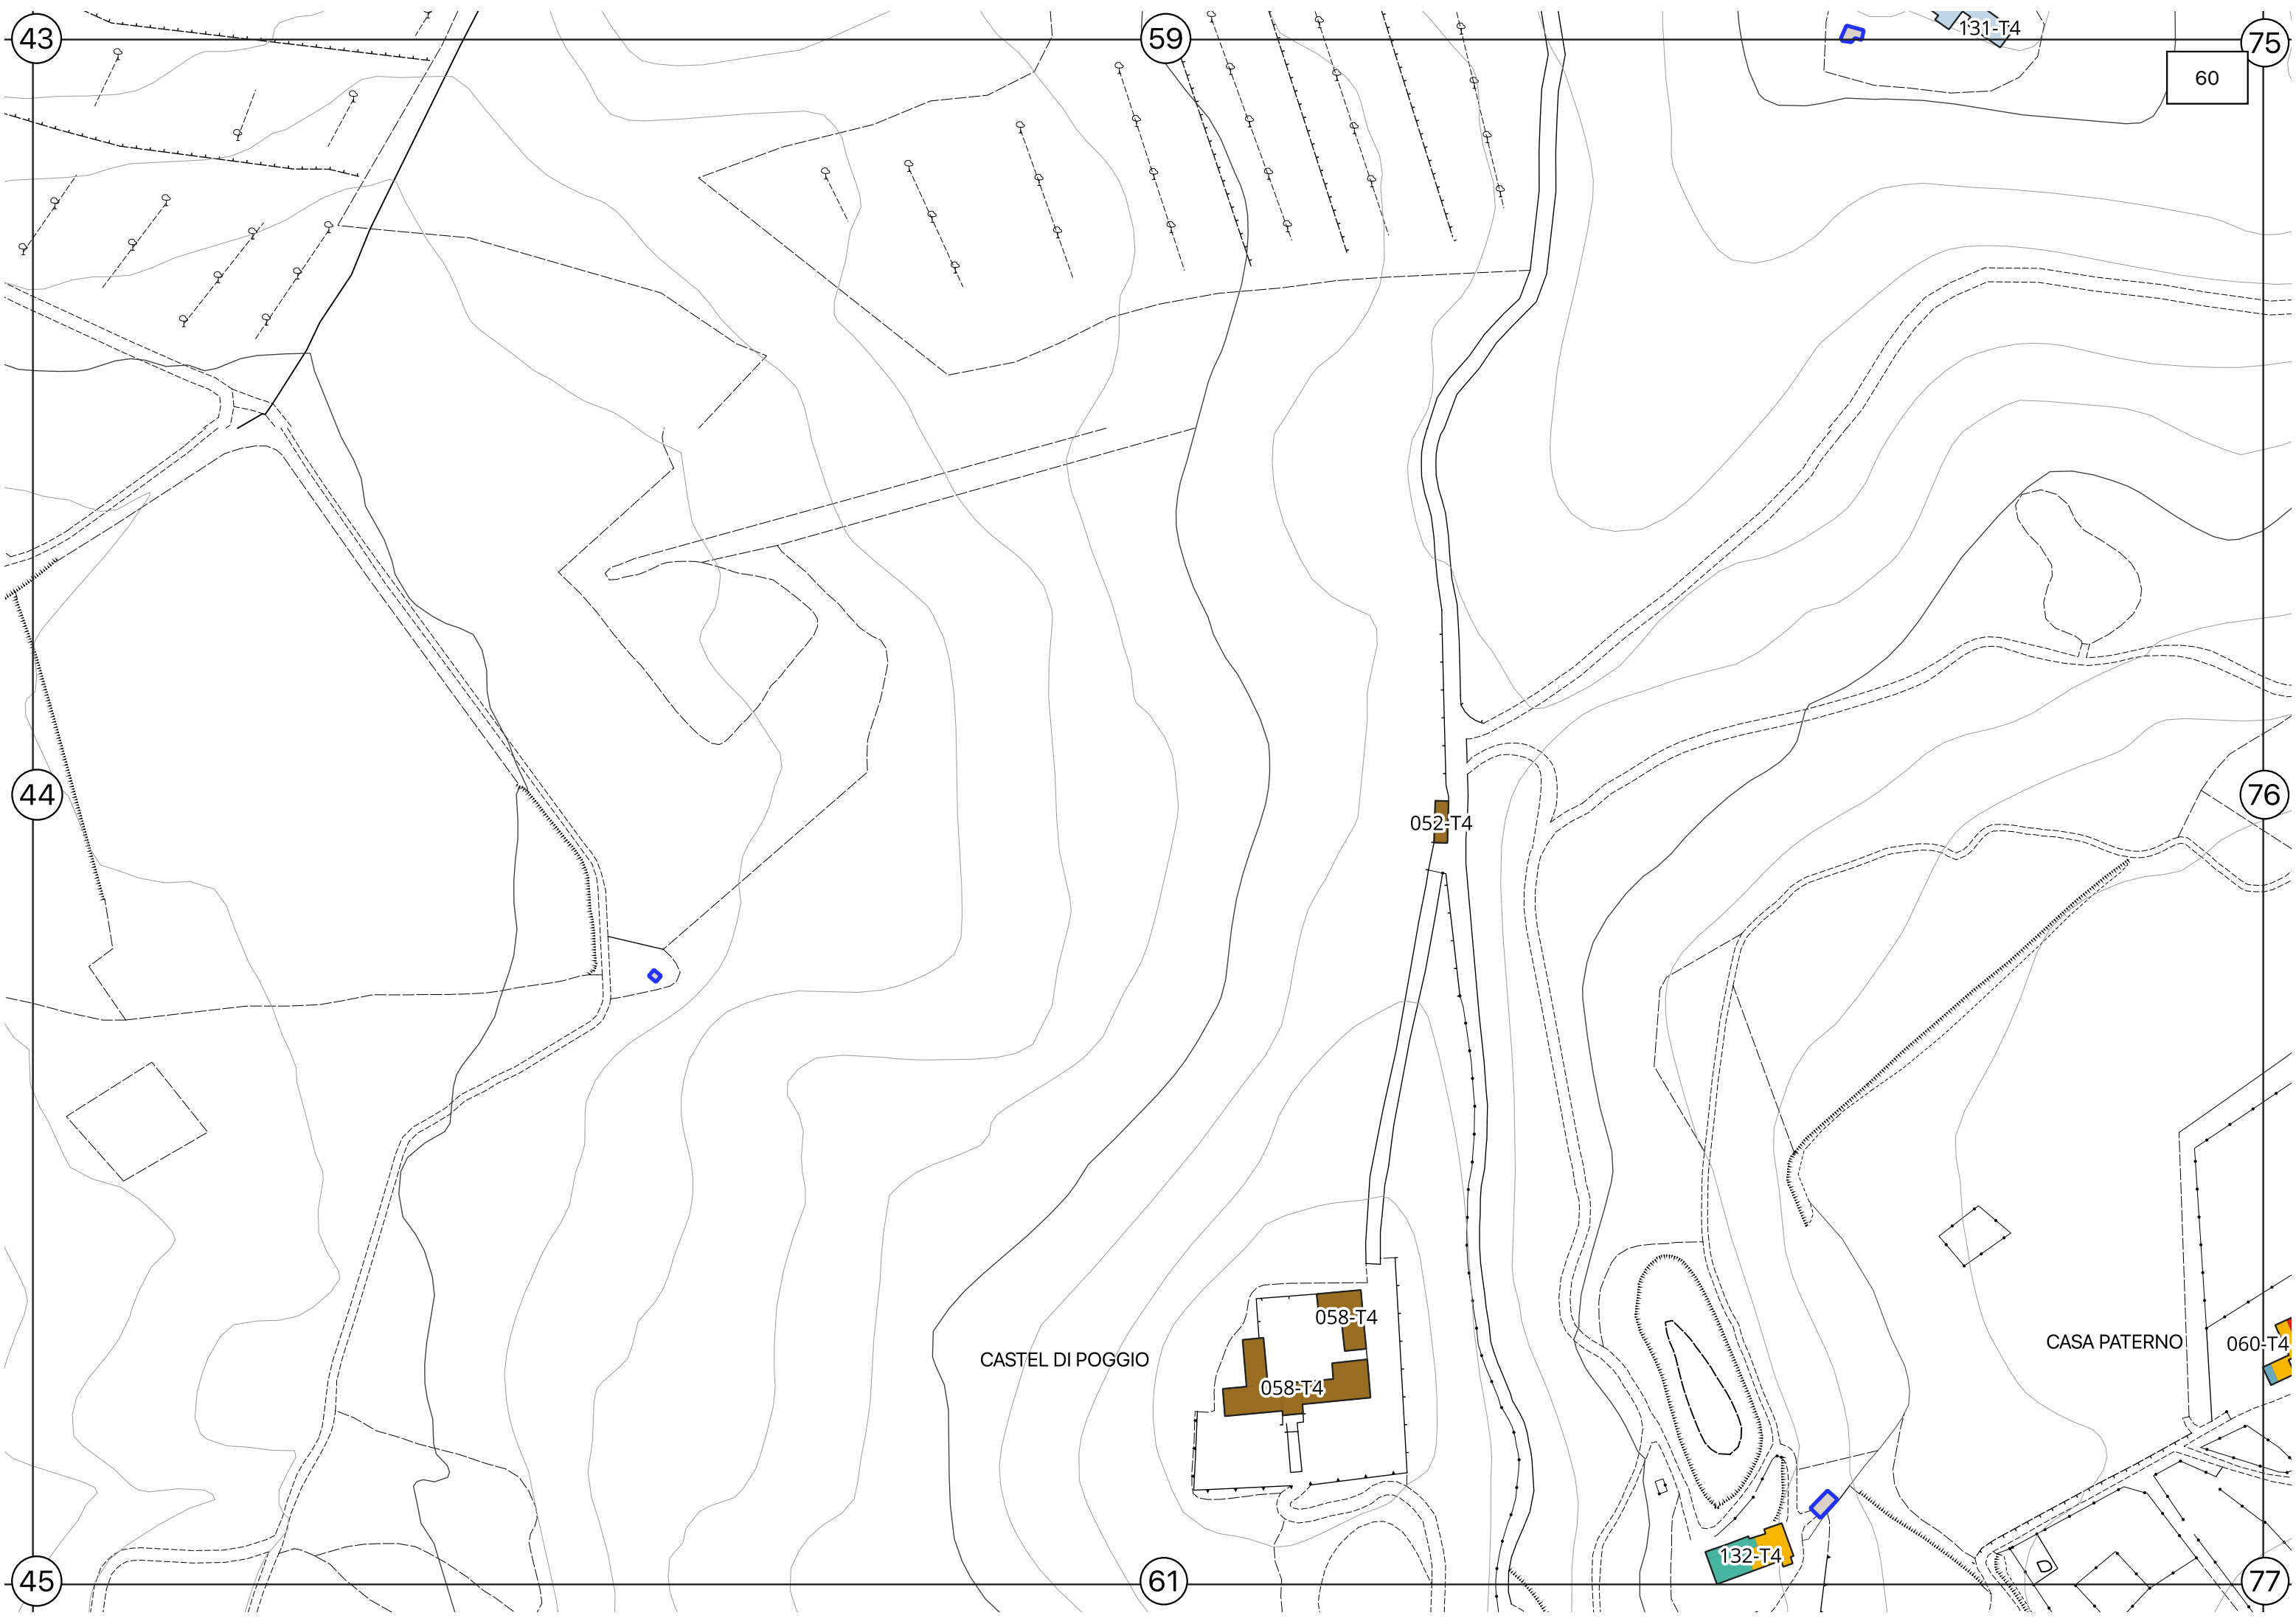 43
59
131-T4
75
60
44
76
052-T4
058-T4
CASTEL DI POGGIO
058-T4
CASA PATERNO
060-T4
132-T4
45
61
77